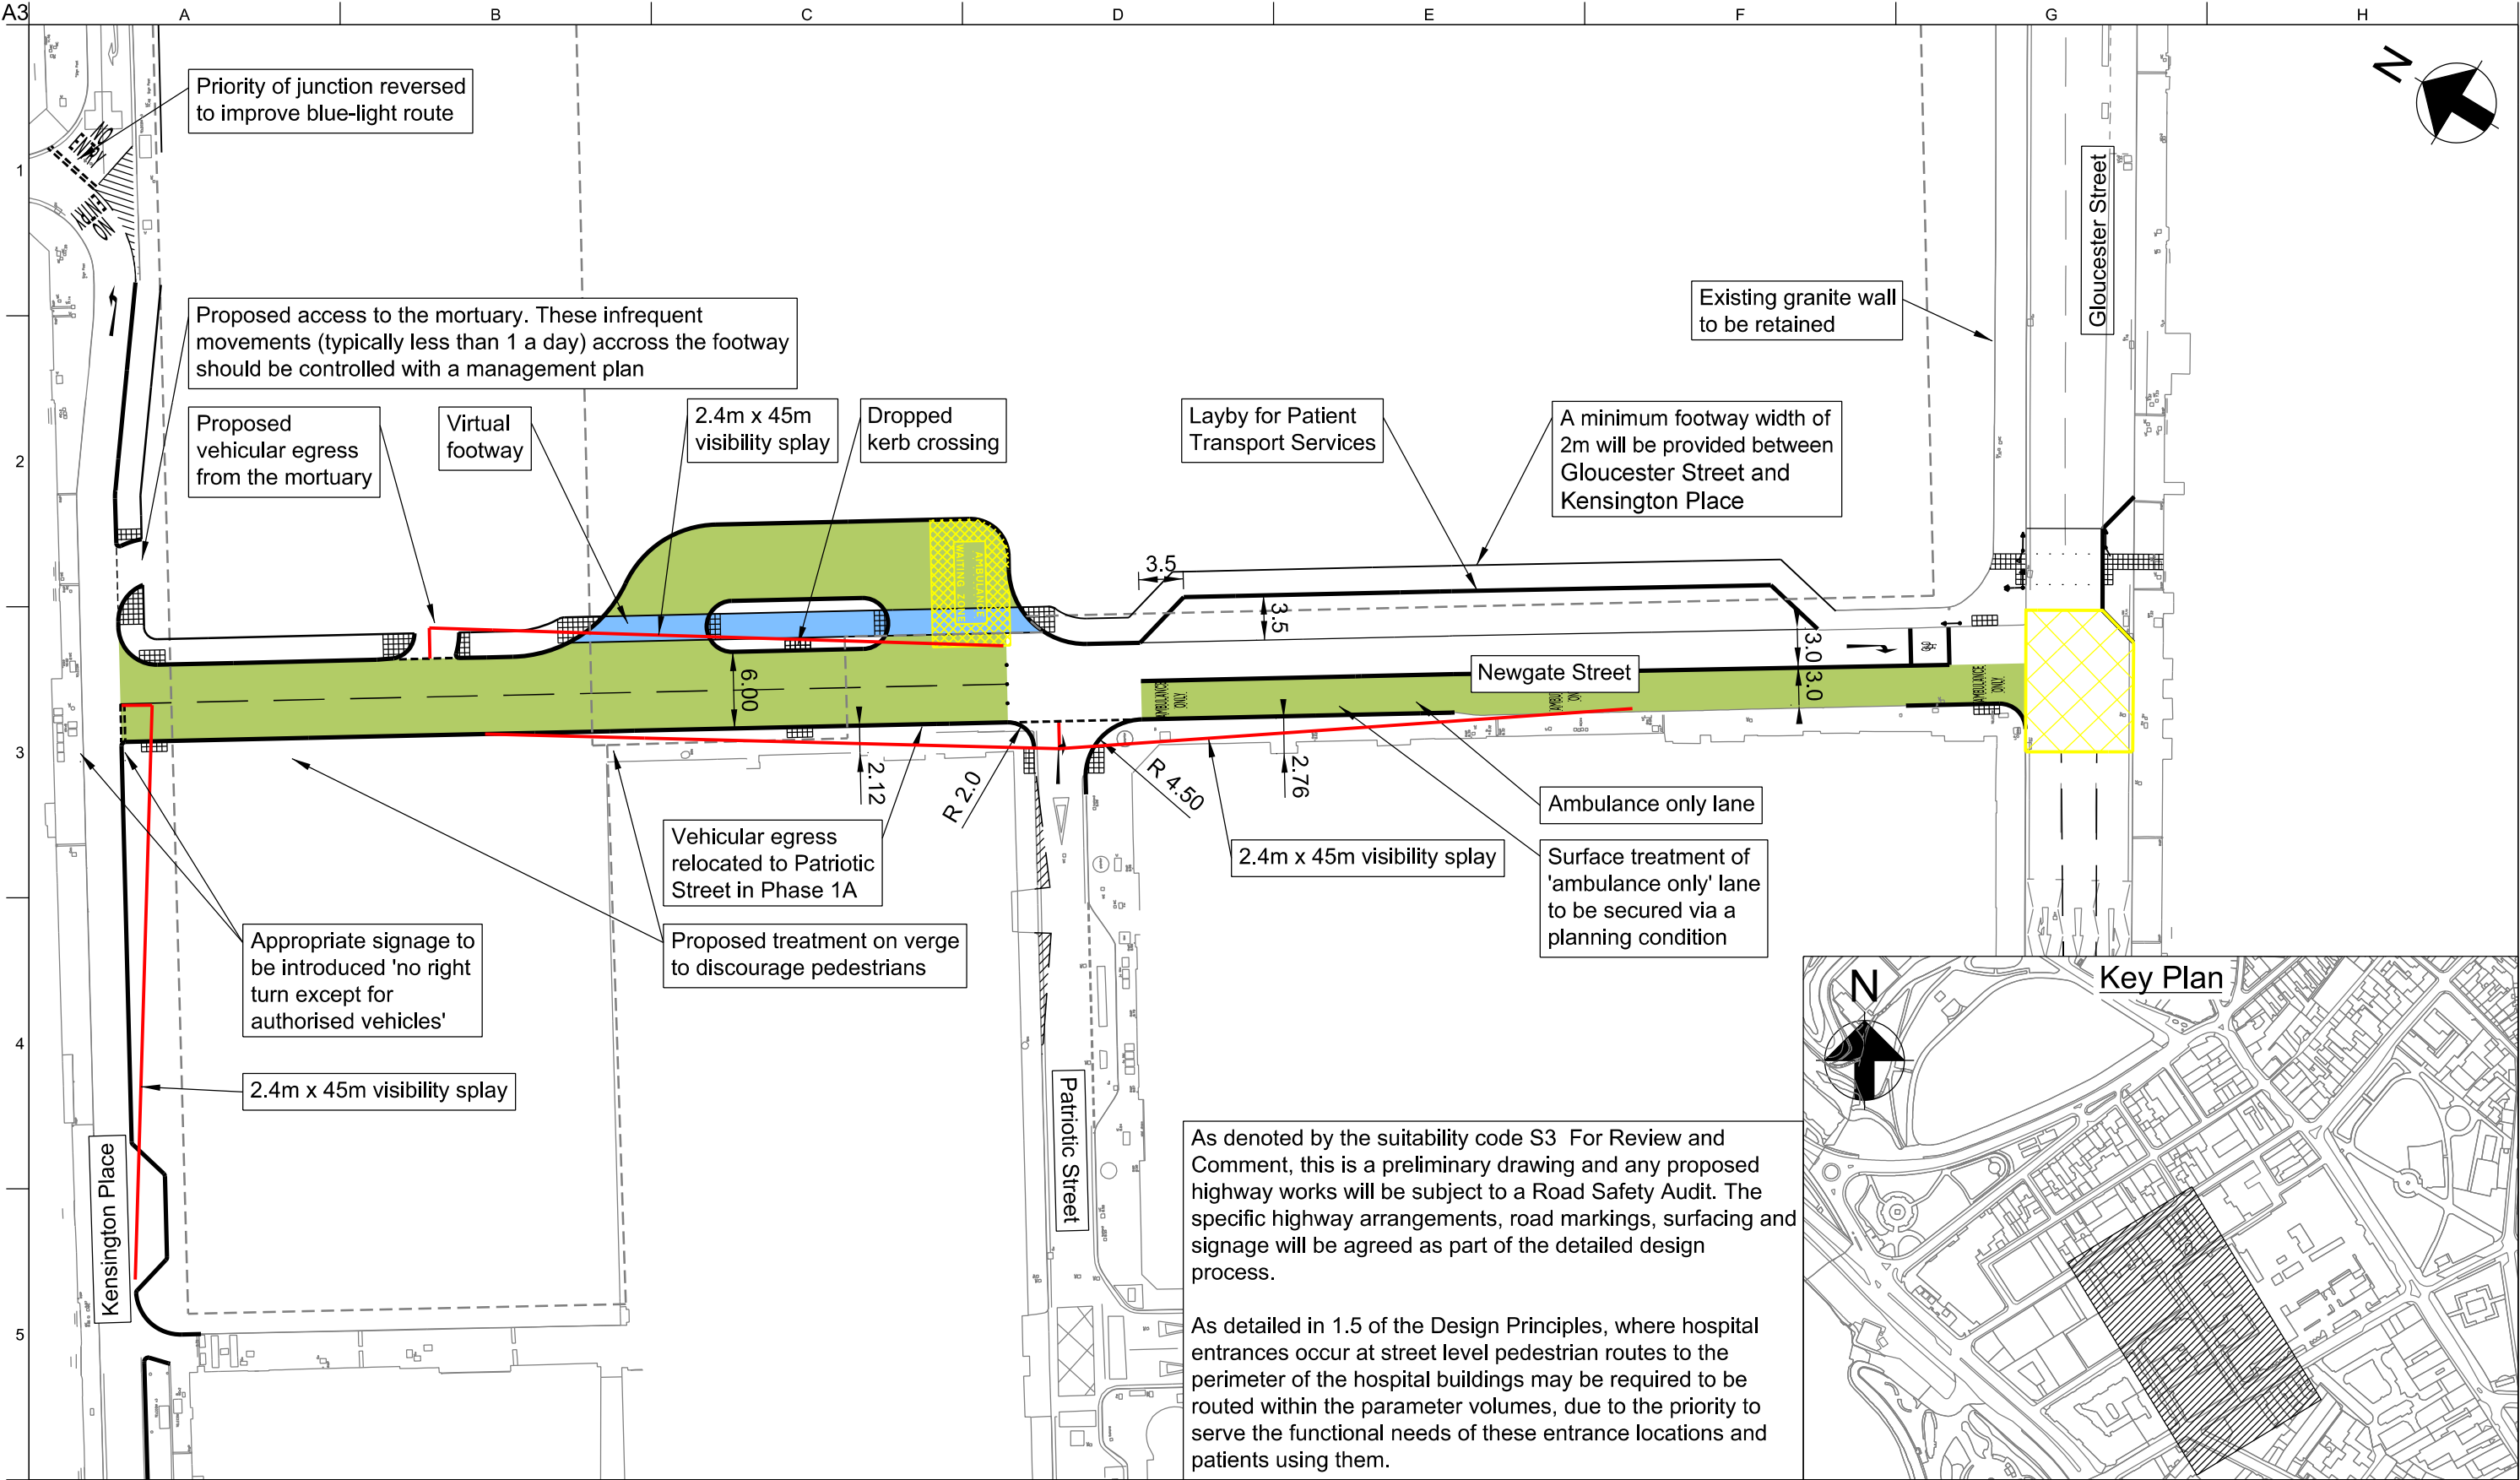 A3
A
B
C
D
E
F
G
H
1
2
3
4
5
N
Priority of junction reversed
to improve blue-light route
NO
ENTRY
NO
ENTRY
Gloucester Street
Existing granite wall
to be retained
Proposed access to the mortuary. These infrequent
movements (typically less than 1 a day) accross the footway
should be controlled with a management plan
Proposed
vehicular egress
from the mortuary
Virtual
footway
2.4m x 45m
visibility splay
Dropped
kerb crossing
Layby for Patient
Transport Services
A minimum footway width of
2m will be provided between
Gloucester Street and
Kensington Place
AMBULANCE
WAITING ZONE
3.5
3.5
3.0
3.0
6.00
Newgate Street
AMBULANCE
ONLY
AMBULANCE
ONLY
2.12
R 2.0
R 4.50
2.76
Ambulance only lane
Vehicular egress
relocated to Patriotic
Street in Phase 1A
2.4m x 45m visibility splay
Surface treatment of
'ambulance only' lane
to be secured via a
planning condition
Appropriate signage to
be introduced 'no right
turn except for
authorised vehicles'
Proposed treatment on verge
to discourage pedestrians
2.4m x 45m visibility splay
Kensington Place
Patriotic Street
Key Plan
N
As denoted by the suitability code S3 For Review and
Comment, this is a preliminary drawing and any proposed
highway works will be subject to a Road Safety Audit. The
specific highway arrangements, road markings, surfacing and
signage will be agreed as part of the detailed design
process.
As detailed in 1.5 of the Design Principles, where hospital
entrances occur at street level pedestrian routes to the
perimeter of the hospital buildings may be required to be
routed within the parameter volumes, due to the priority to
serve the functional needs of these entrance locations and
patients using them.